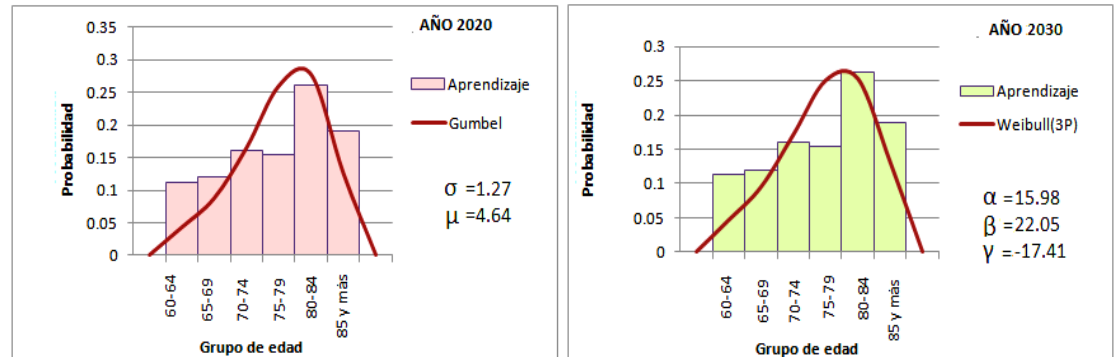 AÑO 2020
Probabilidad
0.35
0.3
0.25
0.2
0.15
0.1
0.05
0
60-64
65-69
70-74
75-79
80-84
85 y más
Grupo de edad
Aprendizaje
Gumbel
σ =1.27
μ =4.64
AÑO 2030
Probabilidad
0.3
0.25
0.2
0.15
0.1
0.05
0
60-64
65-69
70-74
75-79
80-84
85 y más
Grupo de edad
Aprendizaje
Weibull(3P)
α =15.98
β =22.05
γ =-17.41